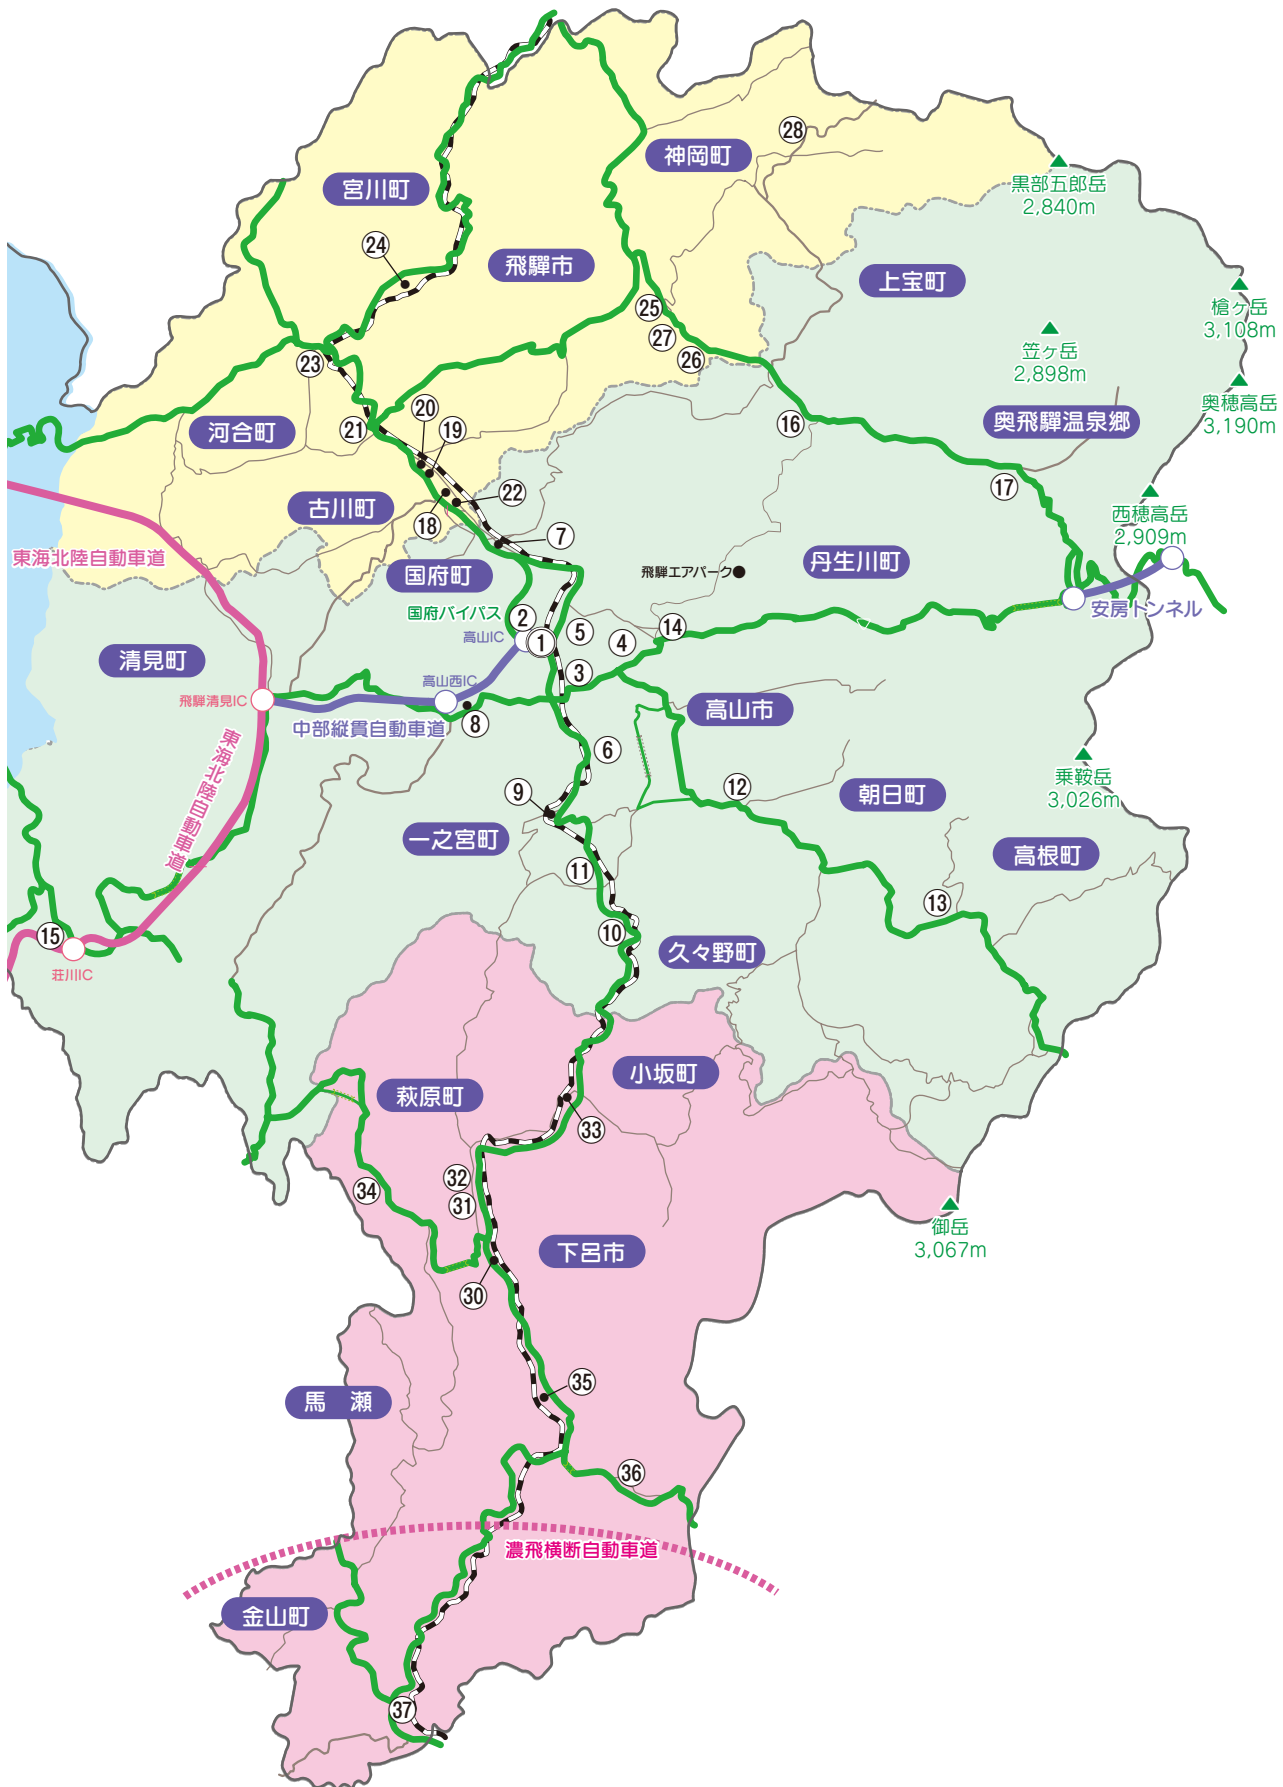 28
神岡町
黒部五郎岳
2,840m
宮川町
24
飛驒市
上宝町
槍ヶ岳
3,108m
25
27
26
笠ヶ岳
2,898m
23
奥穂高岳
3,190m
河合町
21
20
19
16
奥飛驒温泉郷
17
古川町
18
22
西穂高岳
2,909m
7
東海北陸自動車道
国府町
飛騨エアパーク
丹生川町
国府バイパス
2
安房トンネル
高山IC
1
5
4
14
清見町
3
高山西IC
飛騨清見IC
8
高山市
中部縦貫自動車道
東海北陸自動車道
6
乗鞍岳
3,026m
9
12
朝日町
一之宮町
高根町
11
13
15
10
久々野町
荘川IC
小坂町
萩原町
33
32
34
31
御岳
3,067m
下呂市
30
35
馬 瀬
36
濃飛横断自動車道
金山町
37